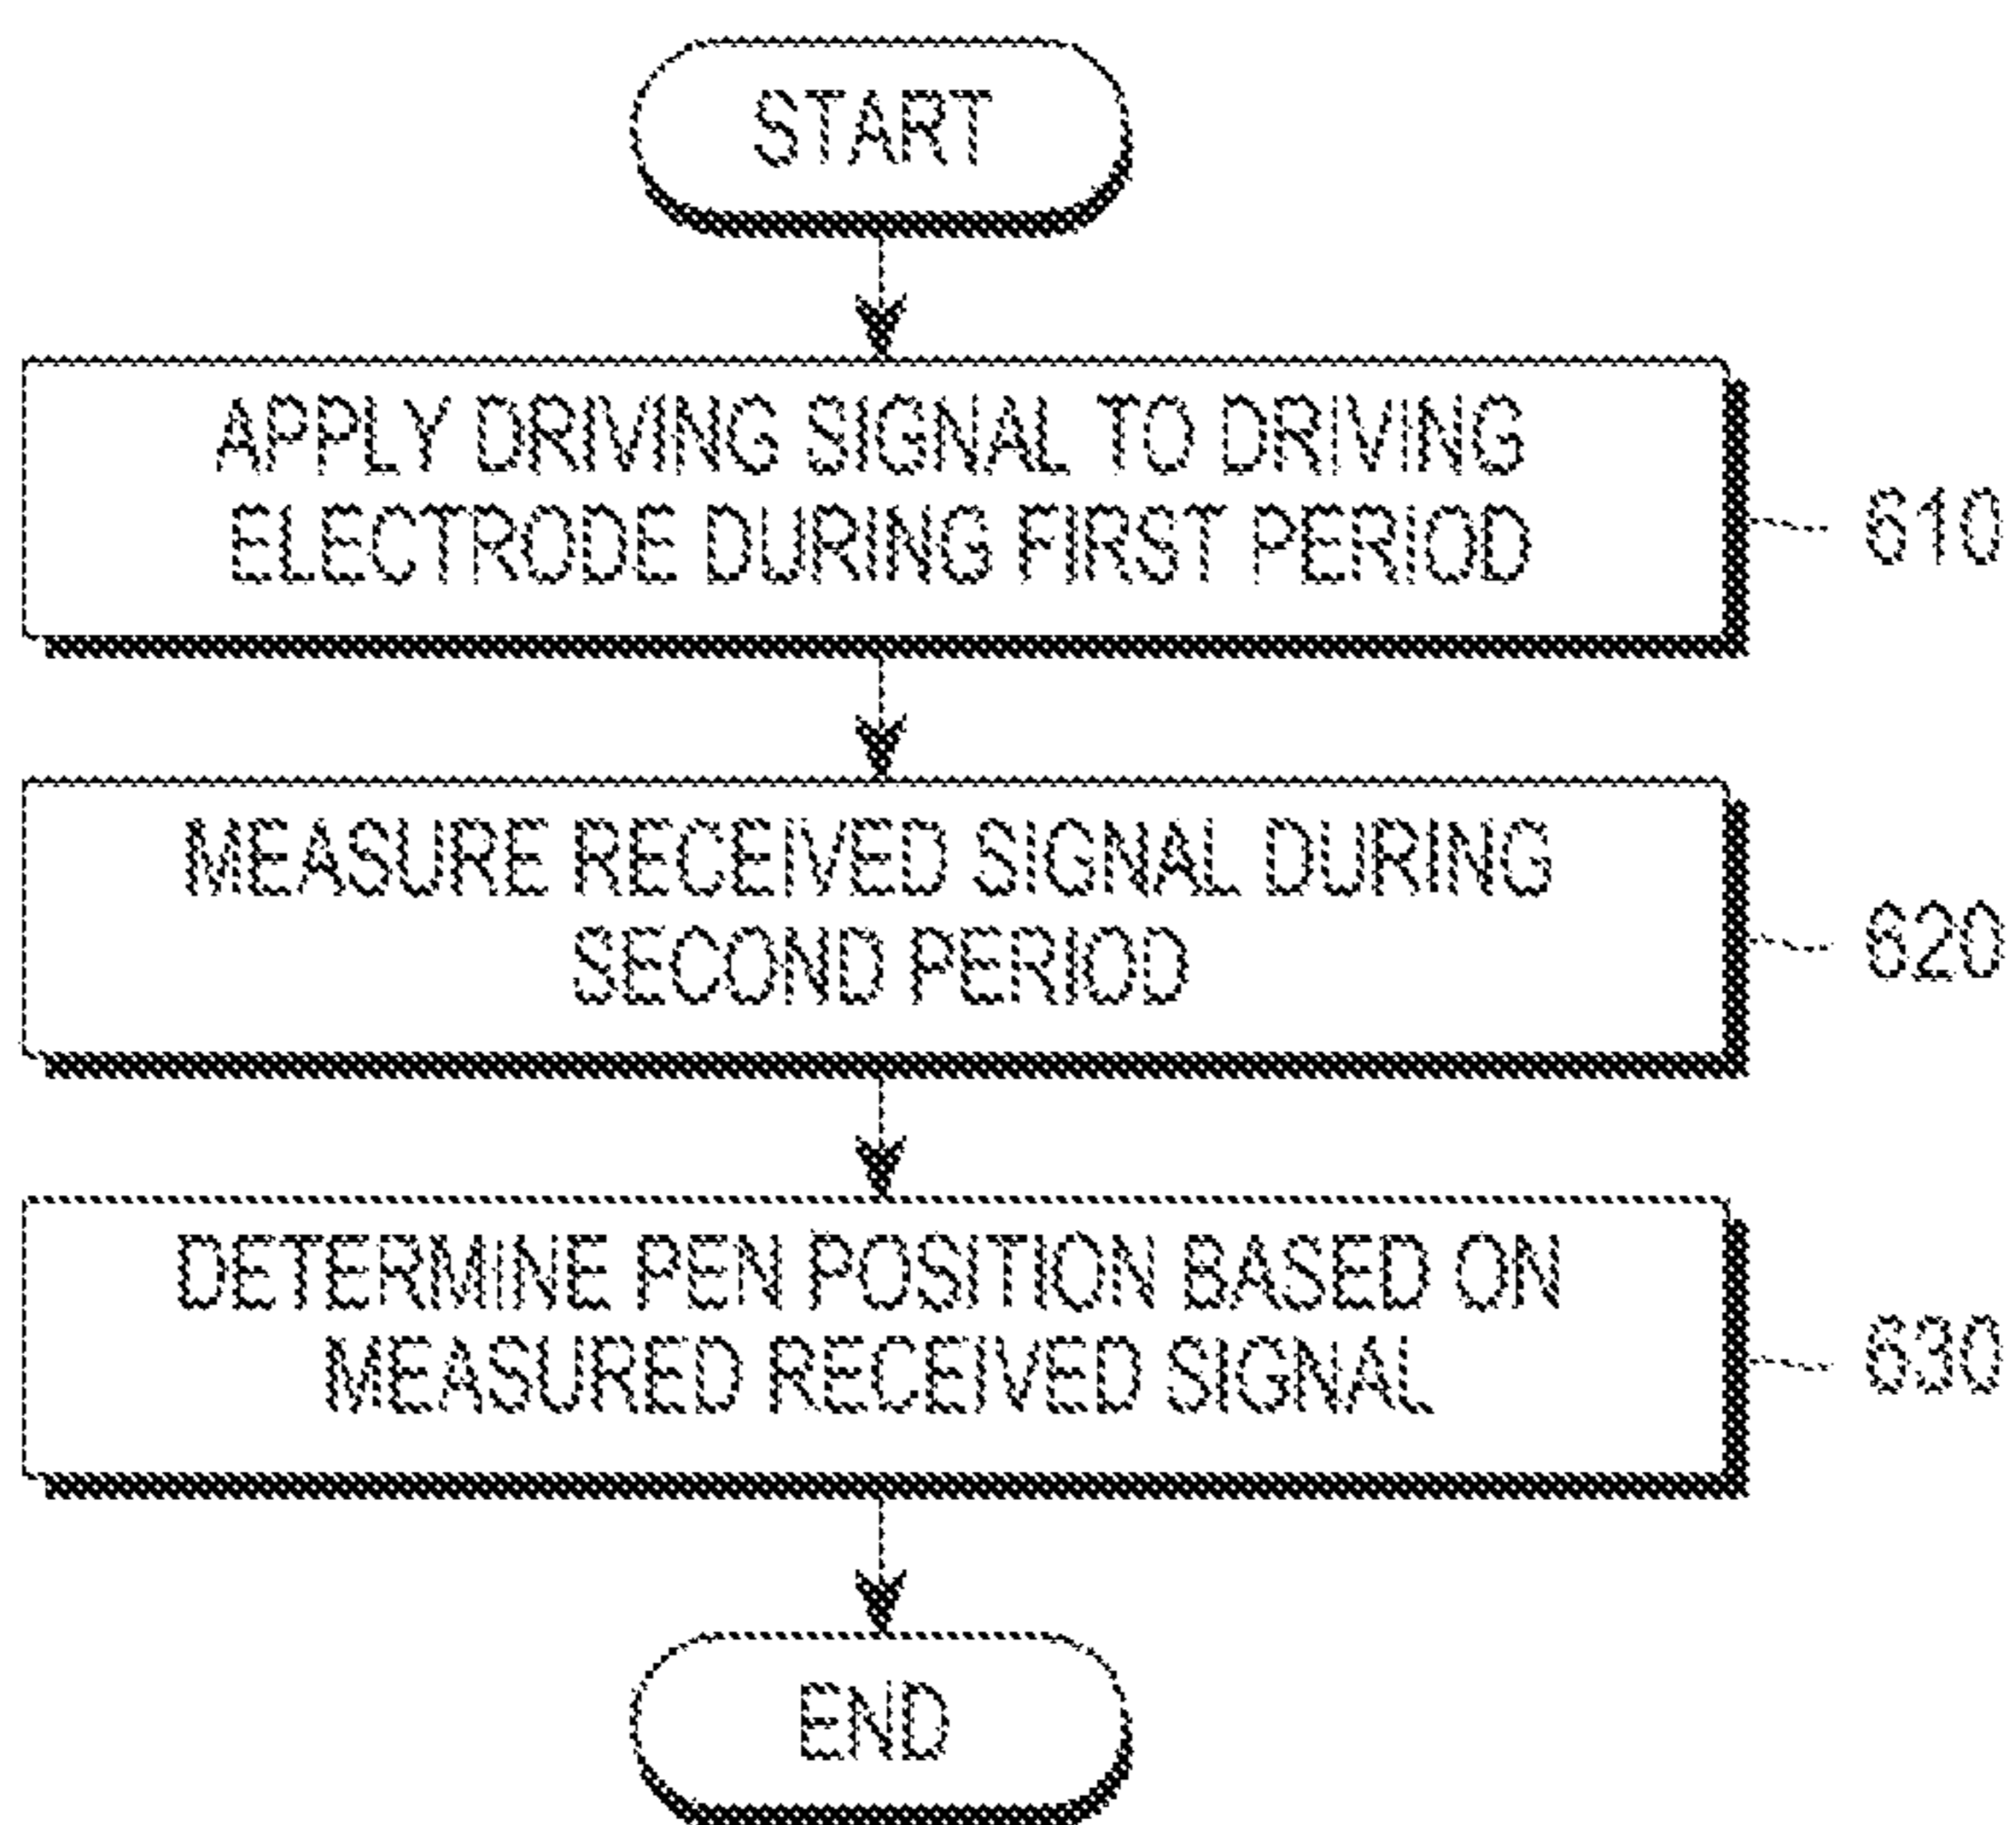 START
APPLY DRIVING SIGNAL TO DRIVING
ELECTRODE DURING FIRST PERIOD
610
MEASURE RECEIVED SIGNAL DURING
SECOND PERIOD
620
DETERMINE PEN POSITION BASED ON
MEASURED RECEIVED SIGNAL
630
END